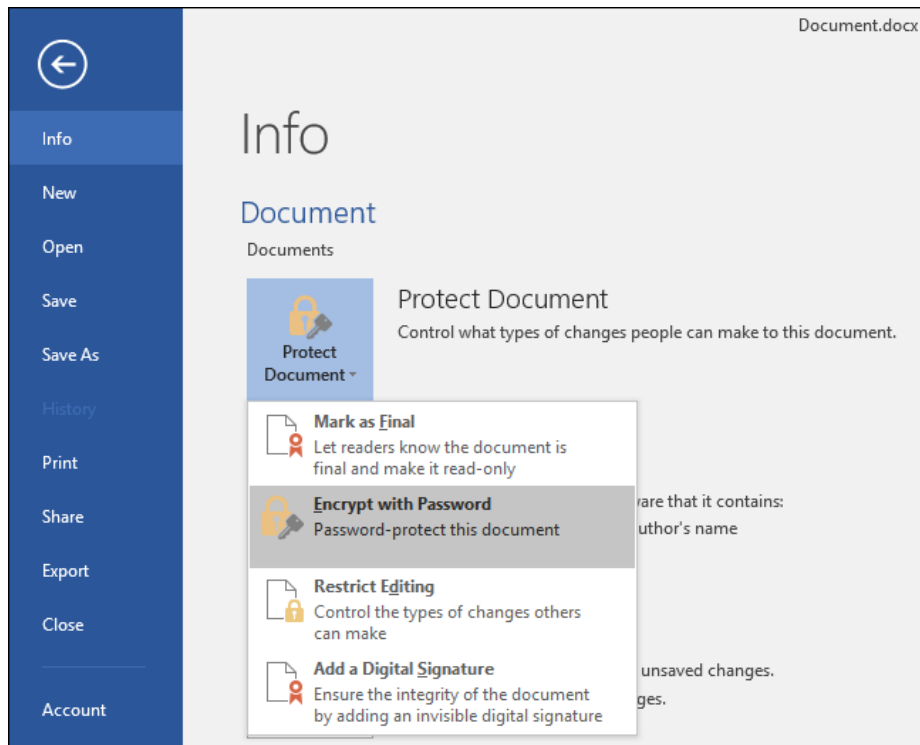 Document.docx
Info
New
Open
Save
Save As
History
Print
Share
Export
Close
Account
Info
Document
Documents
Protect
Document
Protect Document
Control what types of changes people can make to this document.
Mark as Final
Let readers know the document is
final and make it read-only
Encrypt with Password
Password-protect this document
Restrict Editing
Control the types of changes others
can make
Add a Digital Signature
Ensure the integrity of the document
by adding an invisible digital signature
that it contains:
name
unsaved changes.